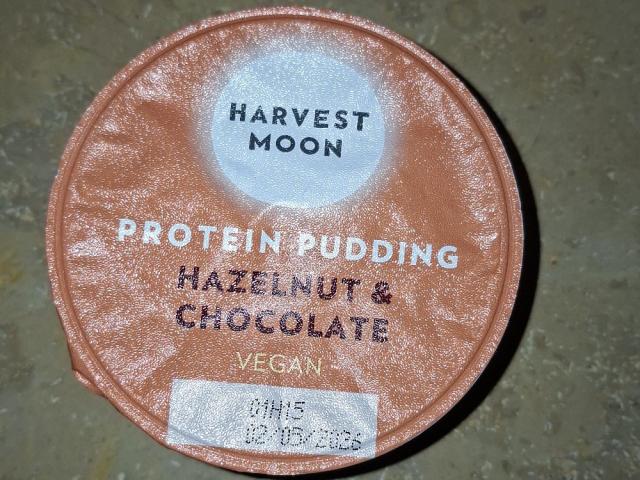 HARVEST
MOON
PROTEIN PUDDING
HAZELNUT &
CHOCOLATE
VEGAN
01H15
02/05/2026